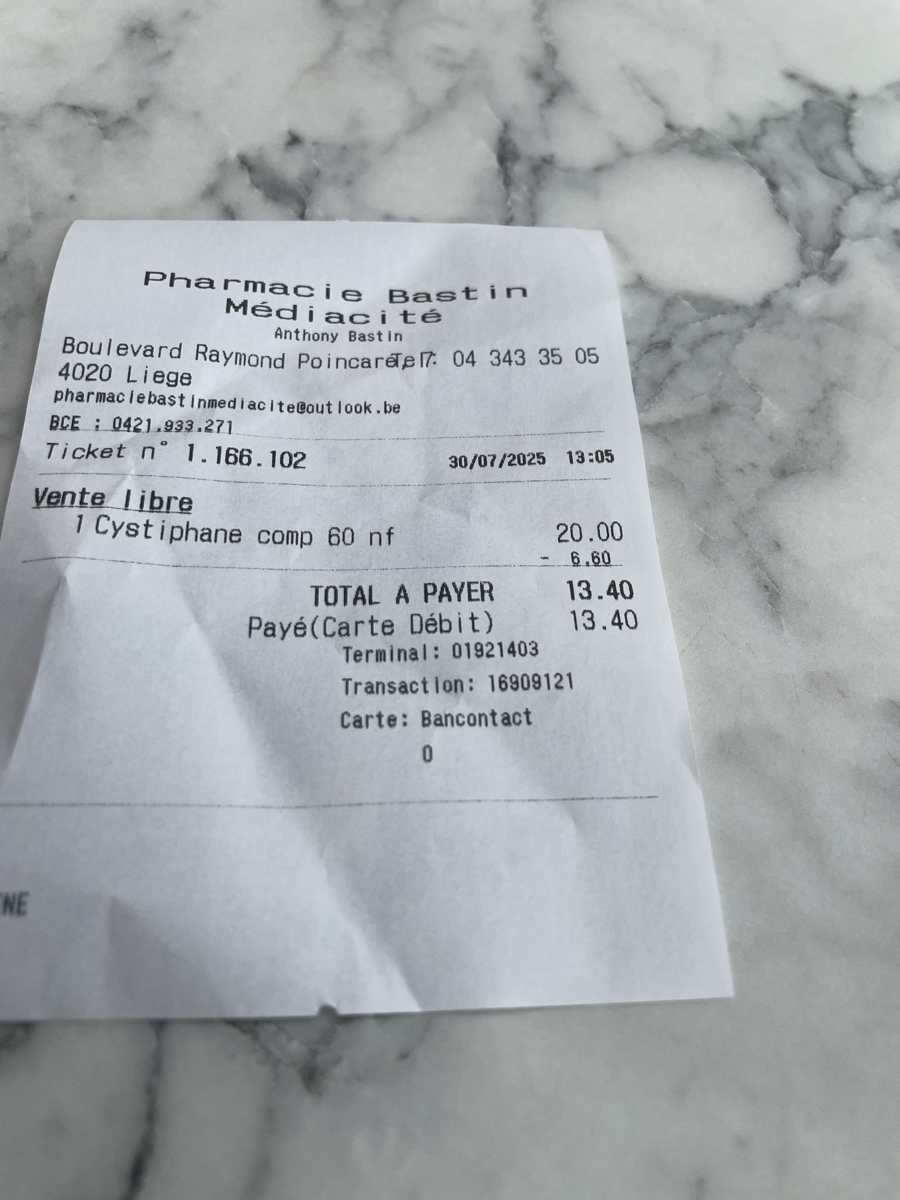 Pharmacie Bastin
Médiacité
Anthony Bastin
Boulevard Raymond Poincaré, 7 Tel: 04 343 35 05
4020 Liege
pharmaciebastinmediacite@outlook.be
BCE : 0421.933.271
Ticket n° 1.166.102 30/07/2025 13:05
Vente libre
1 Cystiphane comp 60 nf 20.00
- 6.60
TOTAL A PAYER 13.40
Payé(Carte Débit) 13.40
Terminal: 01921403
Transaction: 16909121
Carte: Bancontact
0
NE